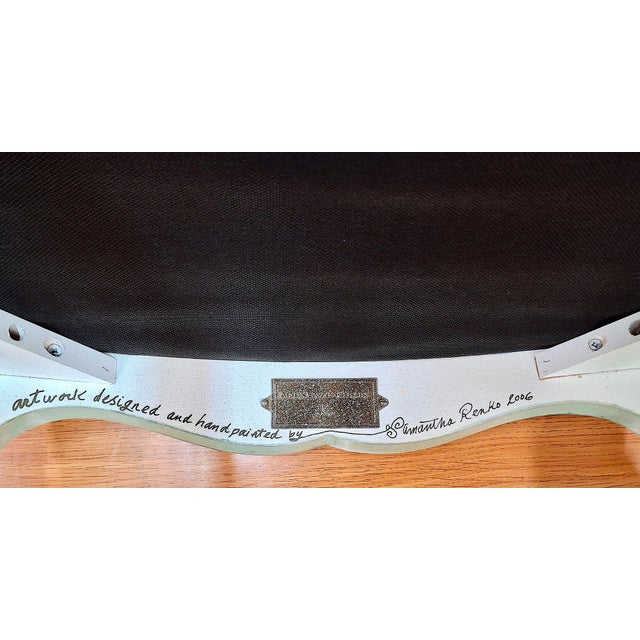 artwork designed and handpainted by Samantha Renko 2006